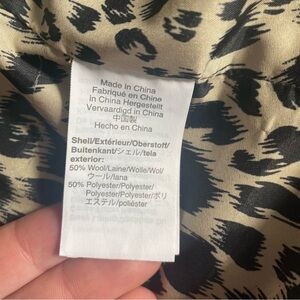 Made In China
Fabriqué en Chine
In China Hergestellt
Vervaardigd in China
中国製
Hecho en China
Shell/Extérieur/Oberstoff/
Buitenkant/シェル/tela
exterior:
50% Wool/Laine/Wolle/Wol/
ウール/lana
50% Polyester/Polyester/
Polyester/Polyester/ポリ
エステル/poliéster